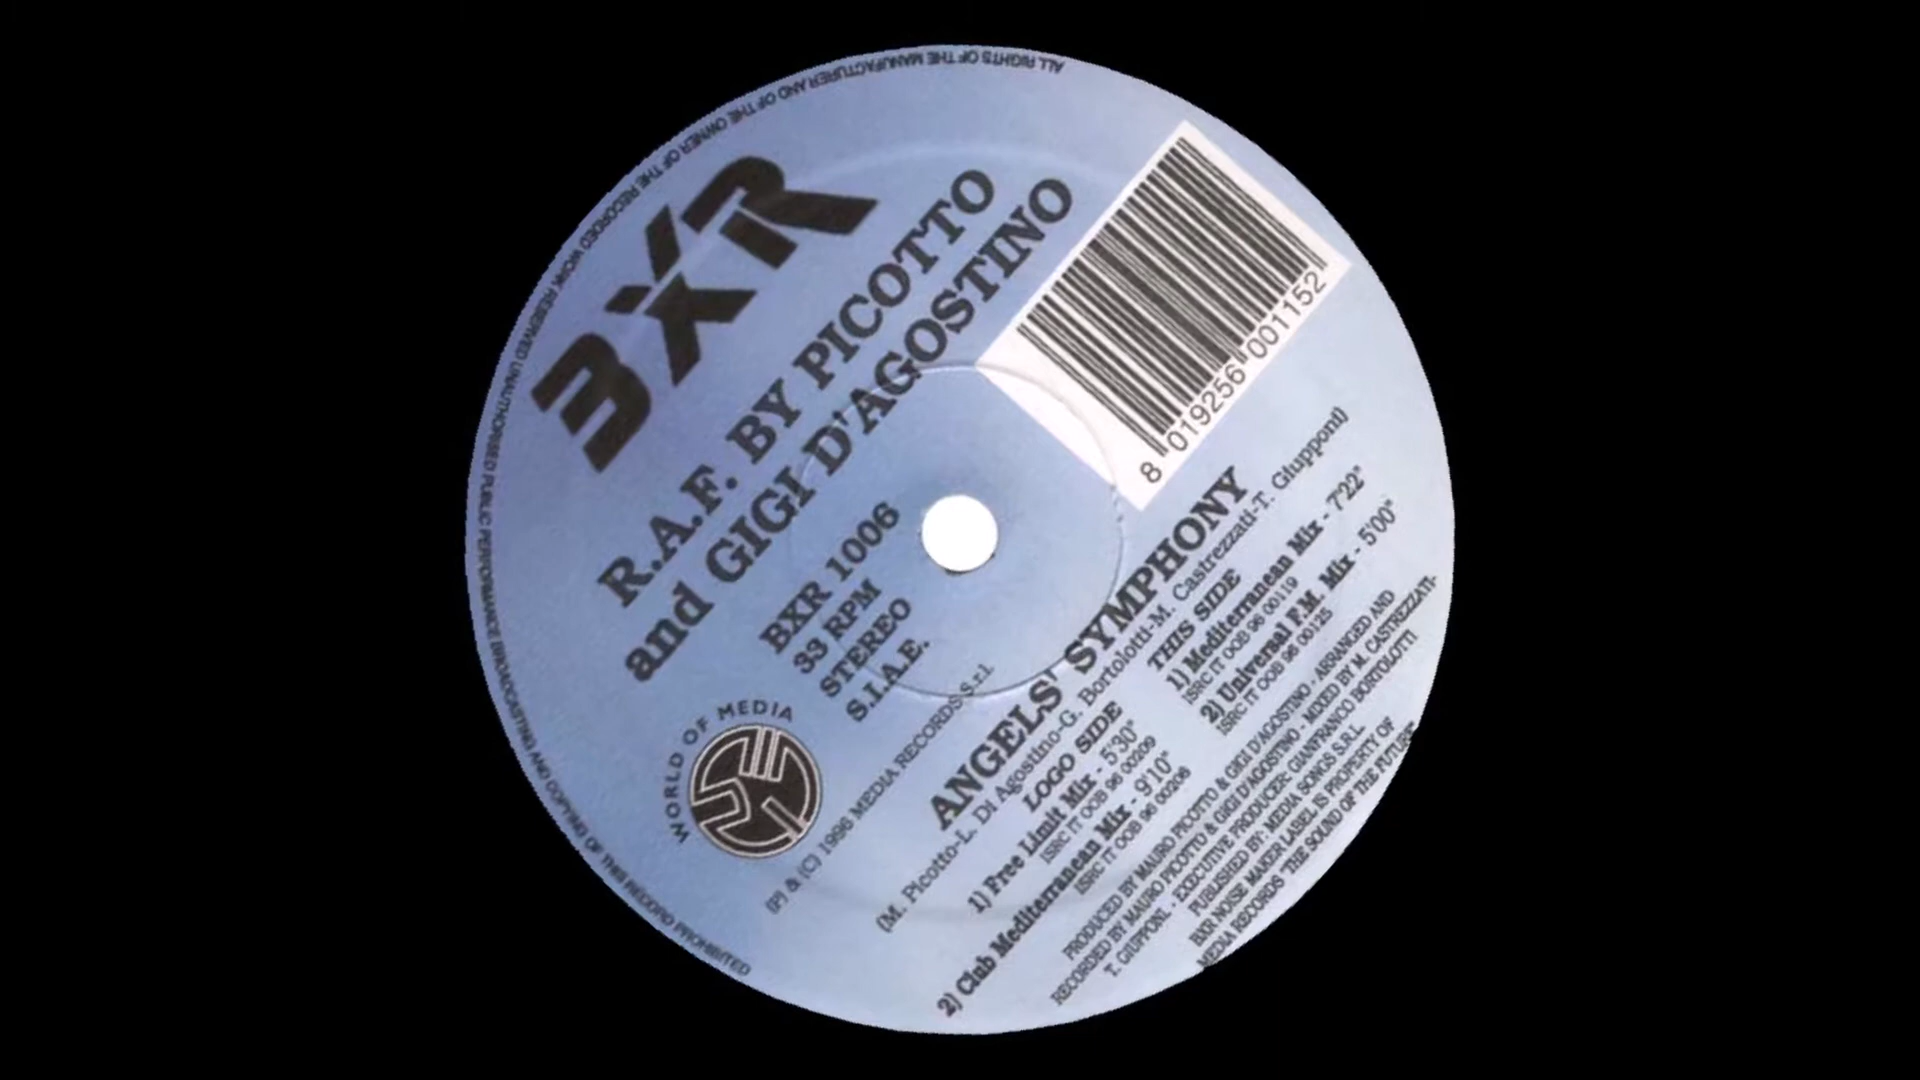 ALL RIGHTS OF THE MANUFACTURER AND OF THE OWNER OF THE RECORDED WORK RESERVED UNAUTHORISED PUBLIC PERFORMANCE BROADCASTING AND COPYING OF THIS RECORD PROHIBITED
BXR
R.A.F. BY PICOTTO
and GIGI D'AGOSTINO
8 019256 001152
BXR 1006
33 RPM
STEREO
S.I.A.E.
WORLD OF MEDIA
(P) & (C) 1996 MEDIA RECORDS S.r.l.
ANGELS' SYMPHONY
(M. Picotto-L. Di Agostino-G. Bortolotti-M. Castrezzati-T. Giupponi)
LOGO SIDE
1) Free Limit Mix - 5'30"
ISRC IT OOB 96 00209
2) Club Mediterranean Mix - 9'10"
ISRC IT OOB 96 00208
THIS SIDE
1) Mediterranean Mix - 7'22"
ISRC IT OOB 96 00119
2) Universal F.M. Mix - 5'00"
ISRC IT OOB 96 00125
PRODUCED BY MAURO PICOTTO & GIGI D'AGOSTINO - ARRANGED AND
RECORDED BY MAURO PICOTTO & GIGI D'AGOSTINO - MIXED BY M. CASTREZZATI-
T. GIUPPONI. - EXECUTIVE PRODUCER: GIANFRANCO BORTOLOTTI
PUBLISHED BY: MEDIA SONGS S.R.L.
BXR NOISE MAKER LABEL IS PROPERTY OF
MEDIA RECORDS "THE SOUND OF THE FUTURE"